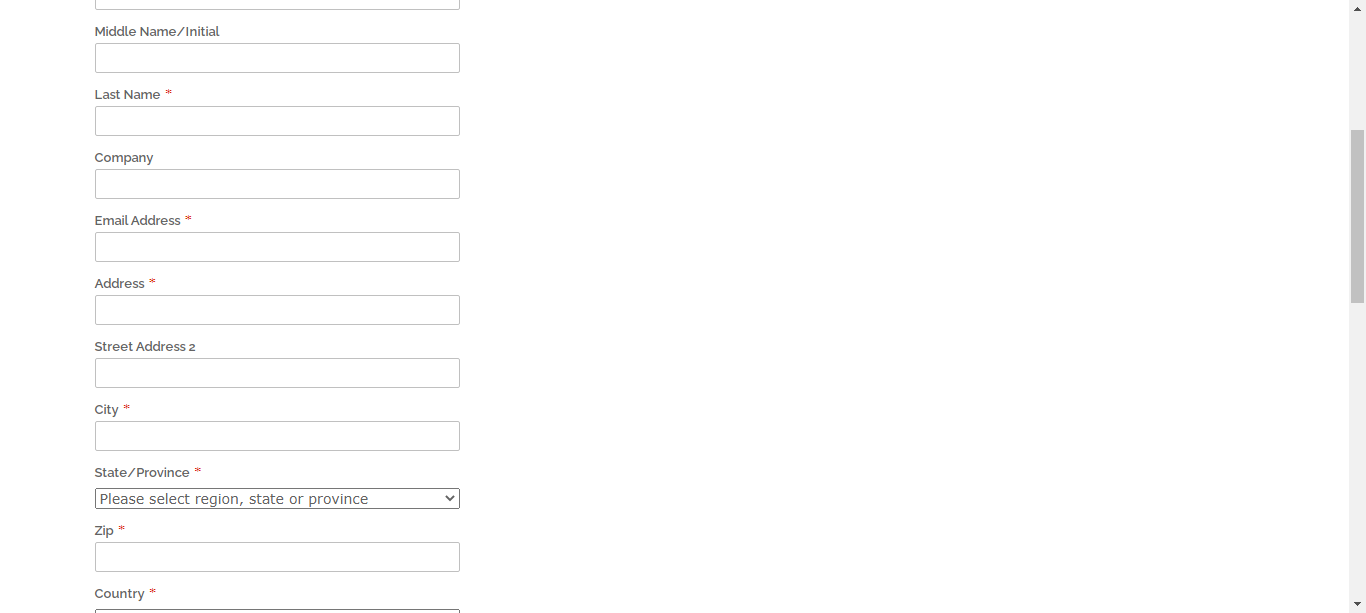 Middle Name/Initial
Last Name *
Company
Email Address *
Address *
Street Address 2
City *
State/Province *
Please select region, state or province
Zip *
Country *